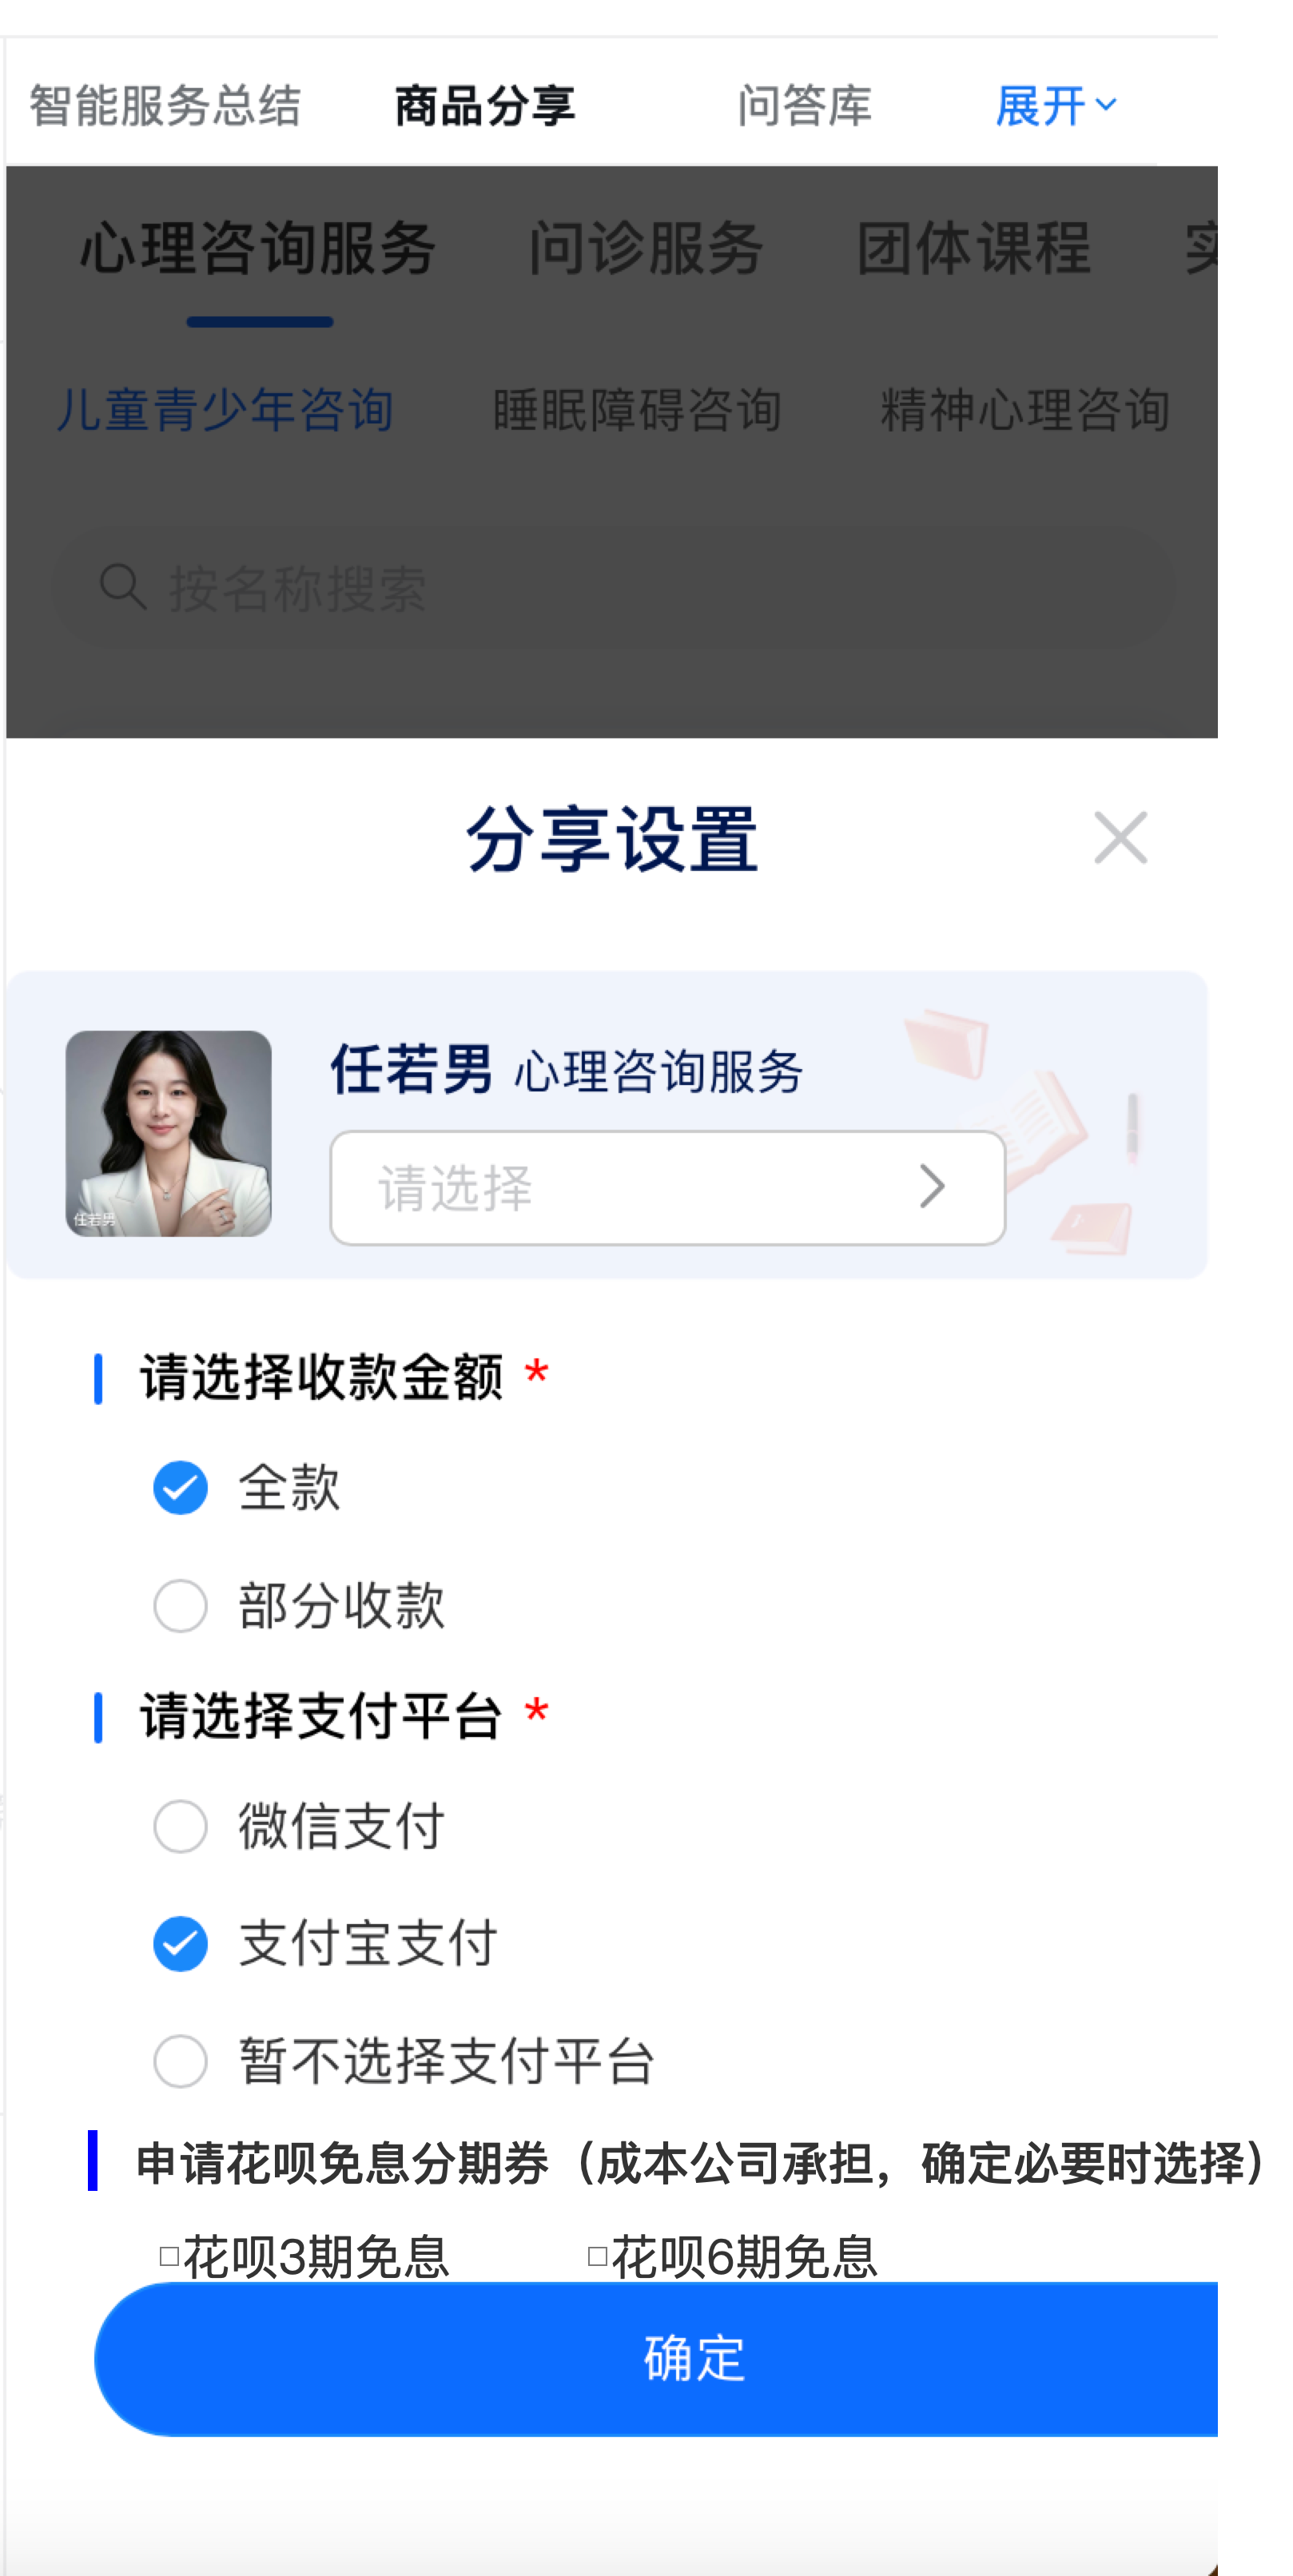 智能服务总结 商品分享 问答库 展开
心理咨询服务 问诊服务 团体课程
儿童青少年咨询 睡眠障碍咨询 精神心理咨询
按名称搜索
分享设置
任若男 心理咨询服务
请选择
任若男
请选择收款金额 *
全款
部分收款
请选择支付平台 *
微信支付
支付宝支付
暂不选择支付平台
申请花呗免息分期券（成本公司承担，确定必要时选择）
花呗3期免息 花呗6期免息
确定